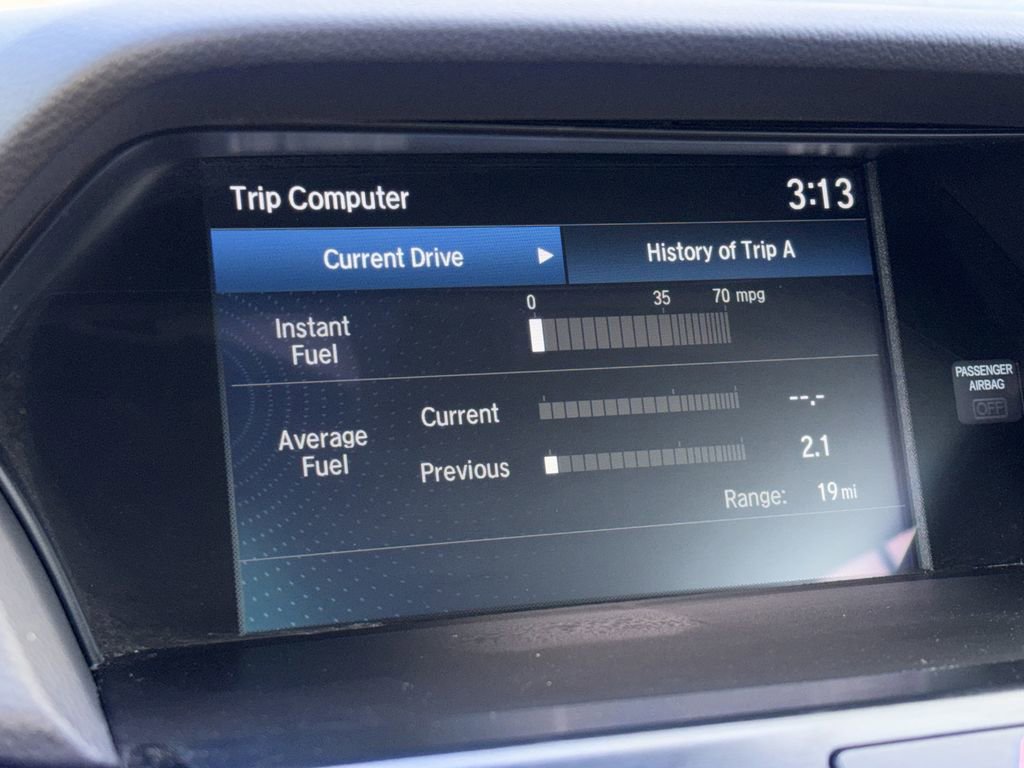 Trip Computer 3:13
Current Drive History of Trip A
0 35 70 mpg
Instant
Fuel
Current --.-
Average
Fuel
Previous 2.1
Range: 19 mi
PASSENGER
AIRBAG
OFF